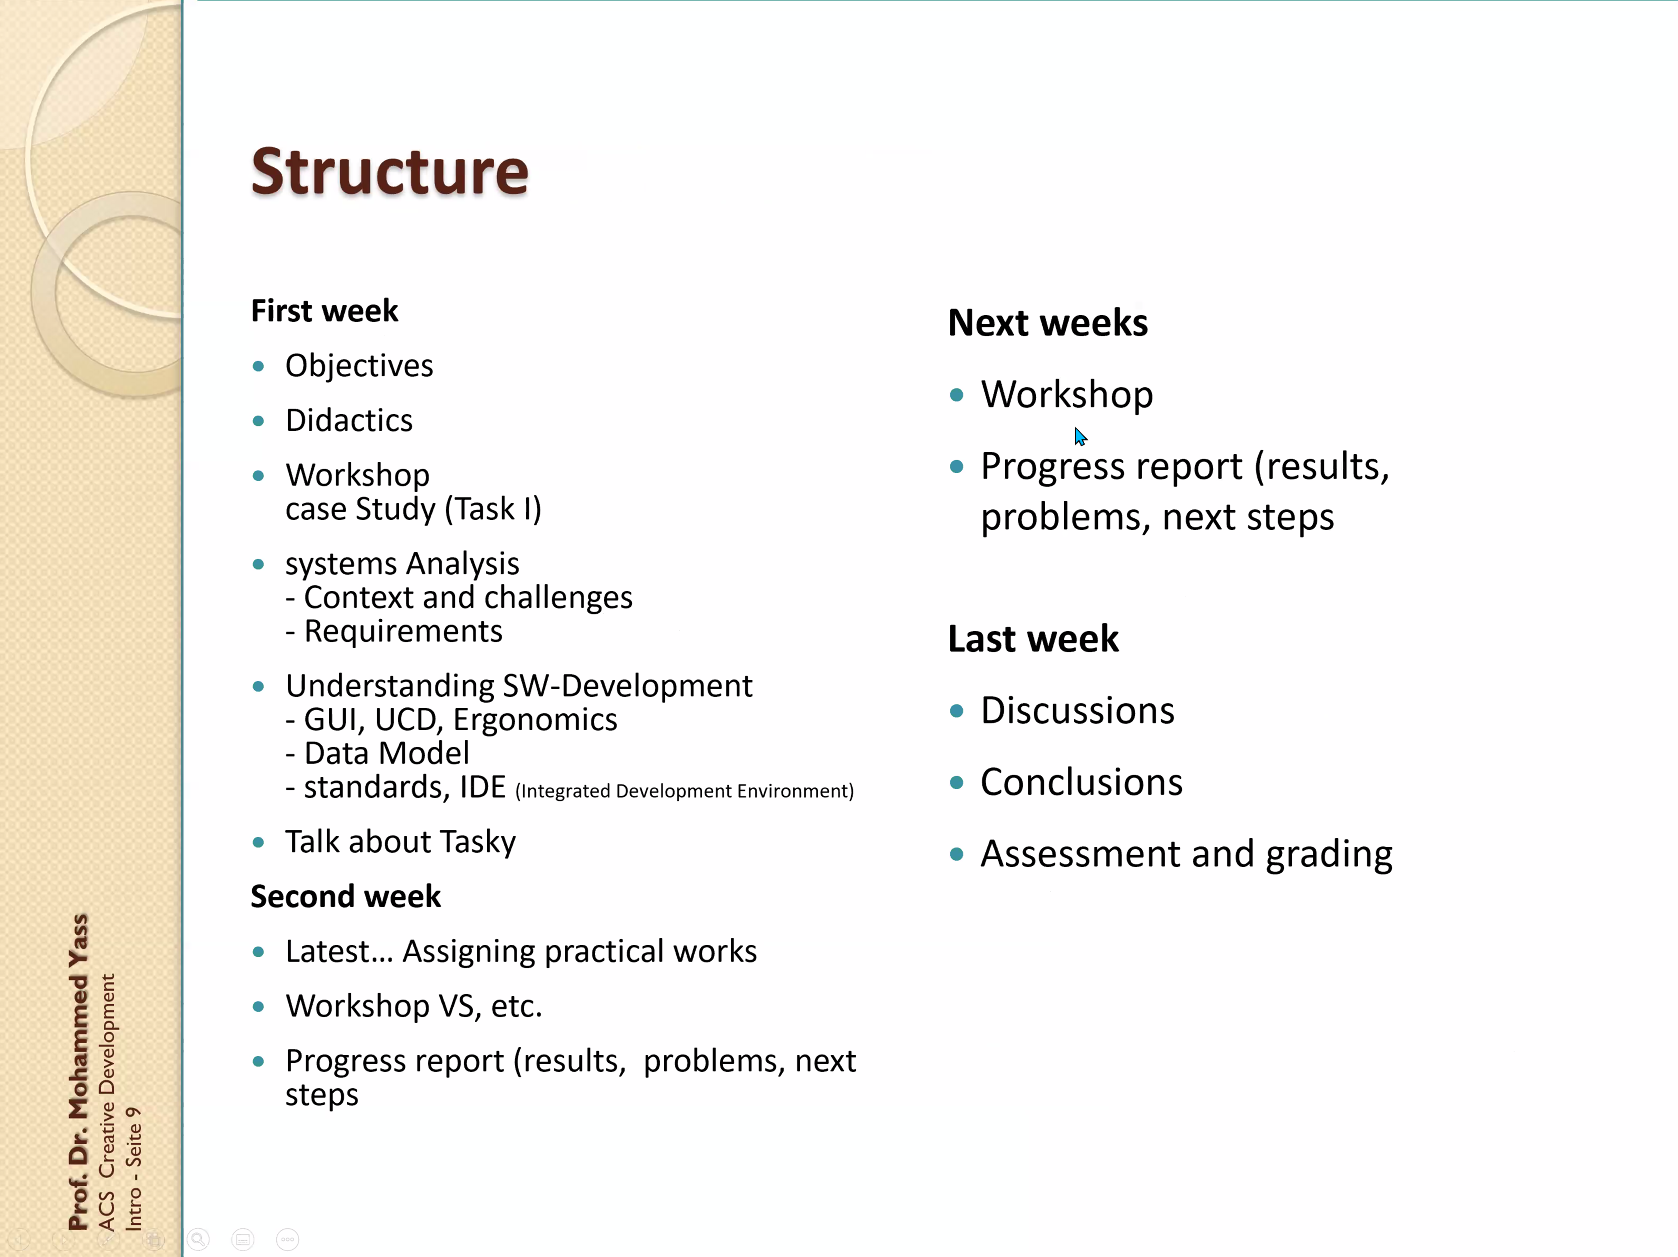 Structure
First week
• Objectives
• Didactics
• Workshop
case Study (Task I)
• systems Analysis
- Context and challenges
- Requirements
• Understanding SW-Development
- GUI, UCD, Ergonomics
- Data Model
- standards, IDE (Integrated Development Environment)
• Talk about Tasky
Second week
• Latest... Assigning practical works
• Workshop VS, etc.
• Progress report (results,  problems, next
steps
Next weeks
• Workshop
• Progress report (results,
problems, next steps
Last week
• Discussions
• Conclusions
• Assessment and grading
Prof. Dr. Mohammed Yass
ACS  Creative Development
Intro - Seite 9